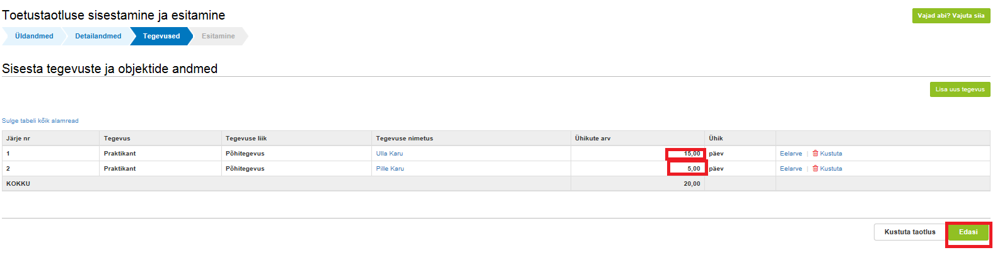 Toetustaotluse sisestamine ja esitamine
Vajad abi? Vajuta siia
Üldandmed Detailandmed Tegevused Esitamine
Sisesta tegevuste ja objektide andmed
Lisa uus tegevus
Sulge tabeli kõik alamread
Järje nr Tegevus Tegevuse liik Tegevuse nimetus Ühikute arv Ühik
1 Praktikant Põhitegevus Ulla Karu 15,00 päev Eelarve | Kustuta
2 Praktikant Põhitegevus Pille Karu 5,00 päev Eelarve | Kustuta
KOKKU 20,00
Kustuta taotlus Edasi